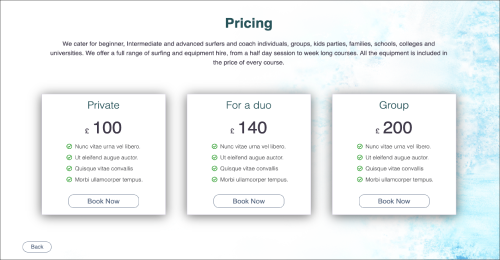 Pricing
We cater for beginner, Intermediate and advanced surfers and coach individuals, groups, kids parties, families, schools, colleges and
universities. We offer a full range of surfing and equipment hire, from a half day session to week long courses. All the equipment is included in
the price of every course.
Private
£ 100
Nunc vitae urna vel libero.
Ut eleifend augue auctor.
Quisque vitae convallis
Morbi ullamcorper tempus.
Book Now
For a duo
£ 140
Nunc vitae urna vel libero.
Ut eleifend augue auctor.
Quisque vitae convallis
Morbi ullamcorper tempus.
Book Now
Group
£ 200
Nunc vitae urna vel libero.
Ut eleifend augue auctor.
Quisque vitae convallis
Morbi ullamcorper tempus.
Book Now
Back